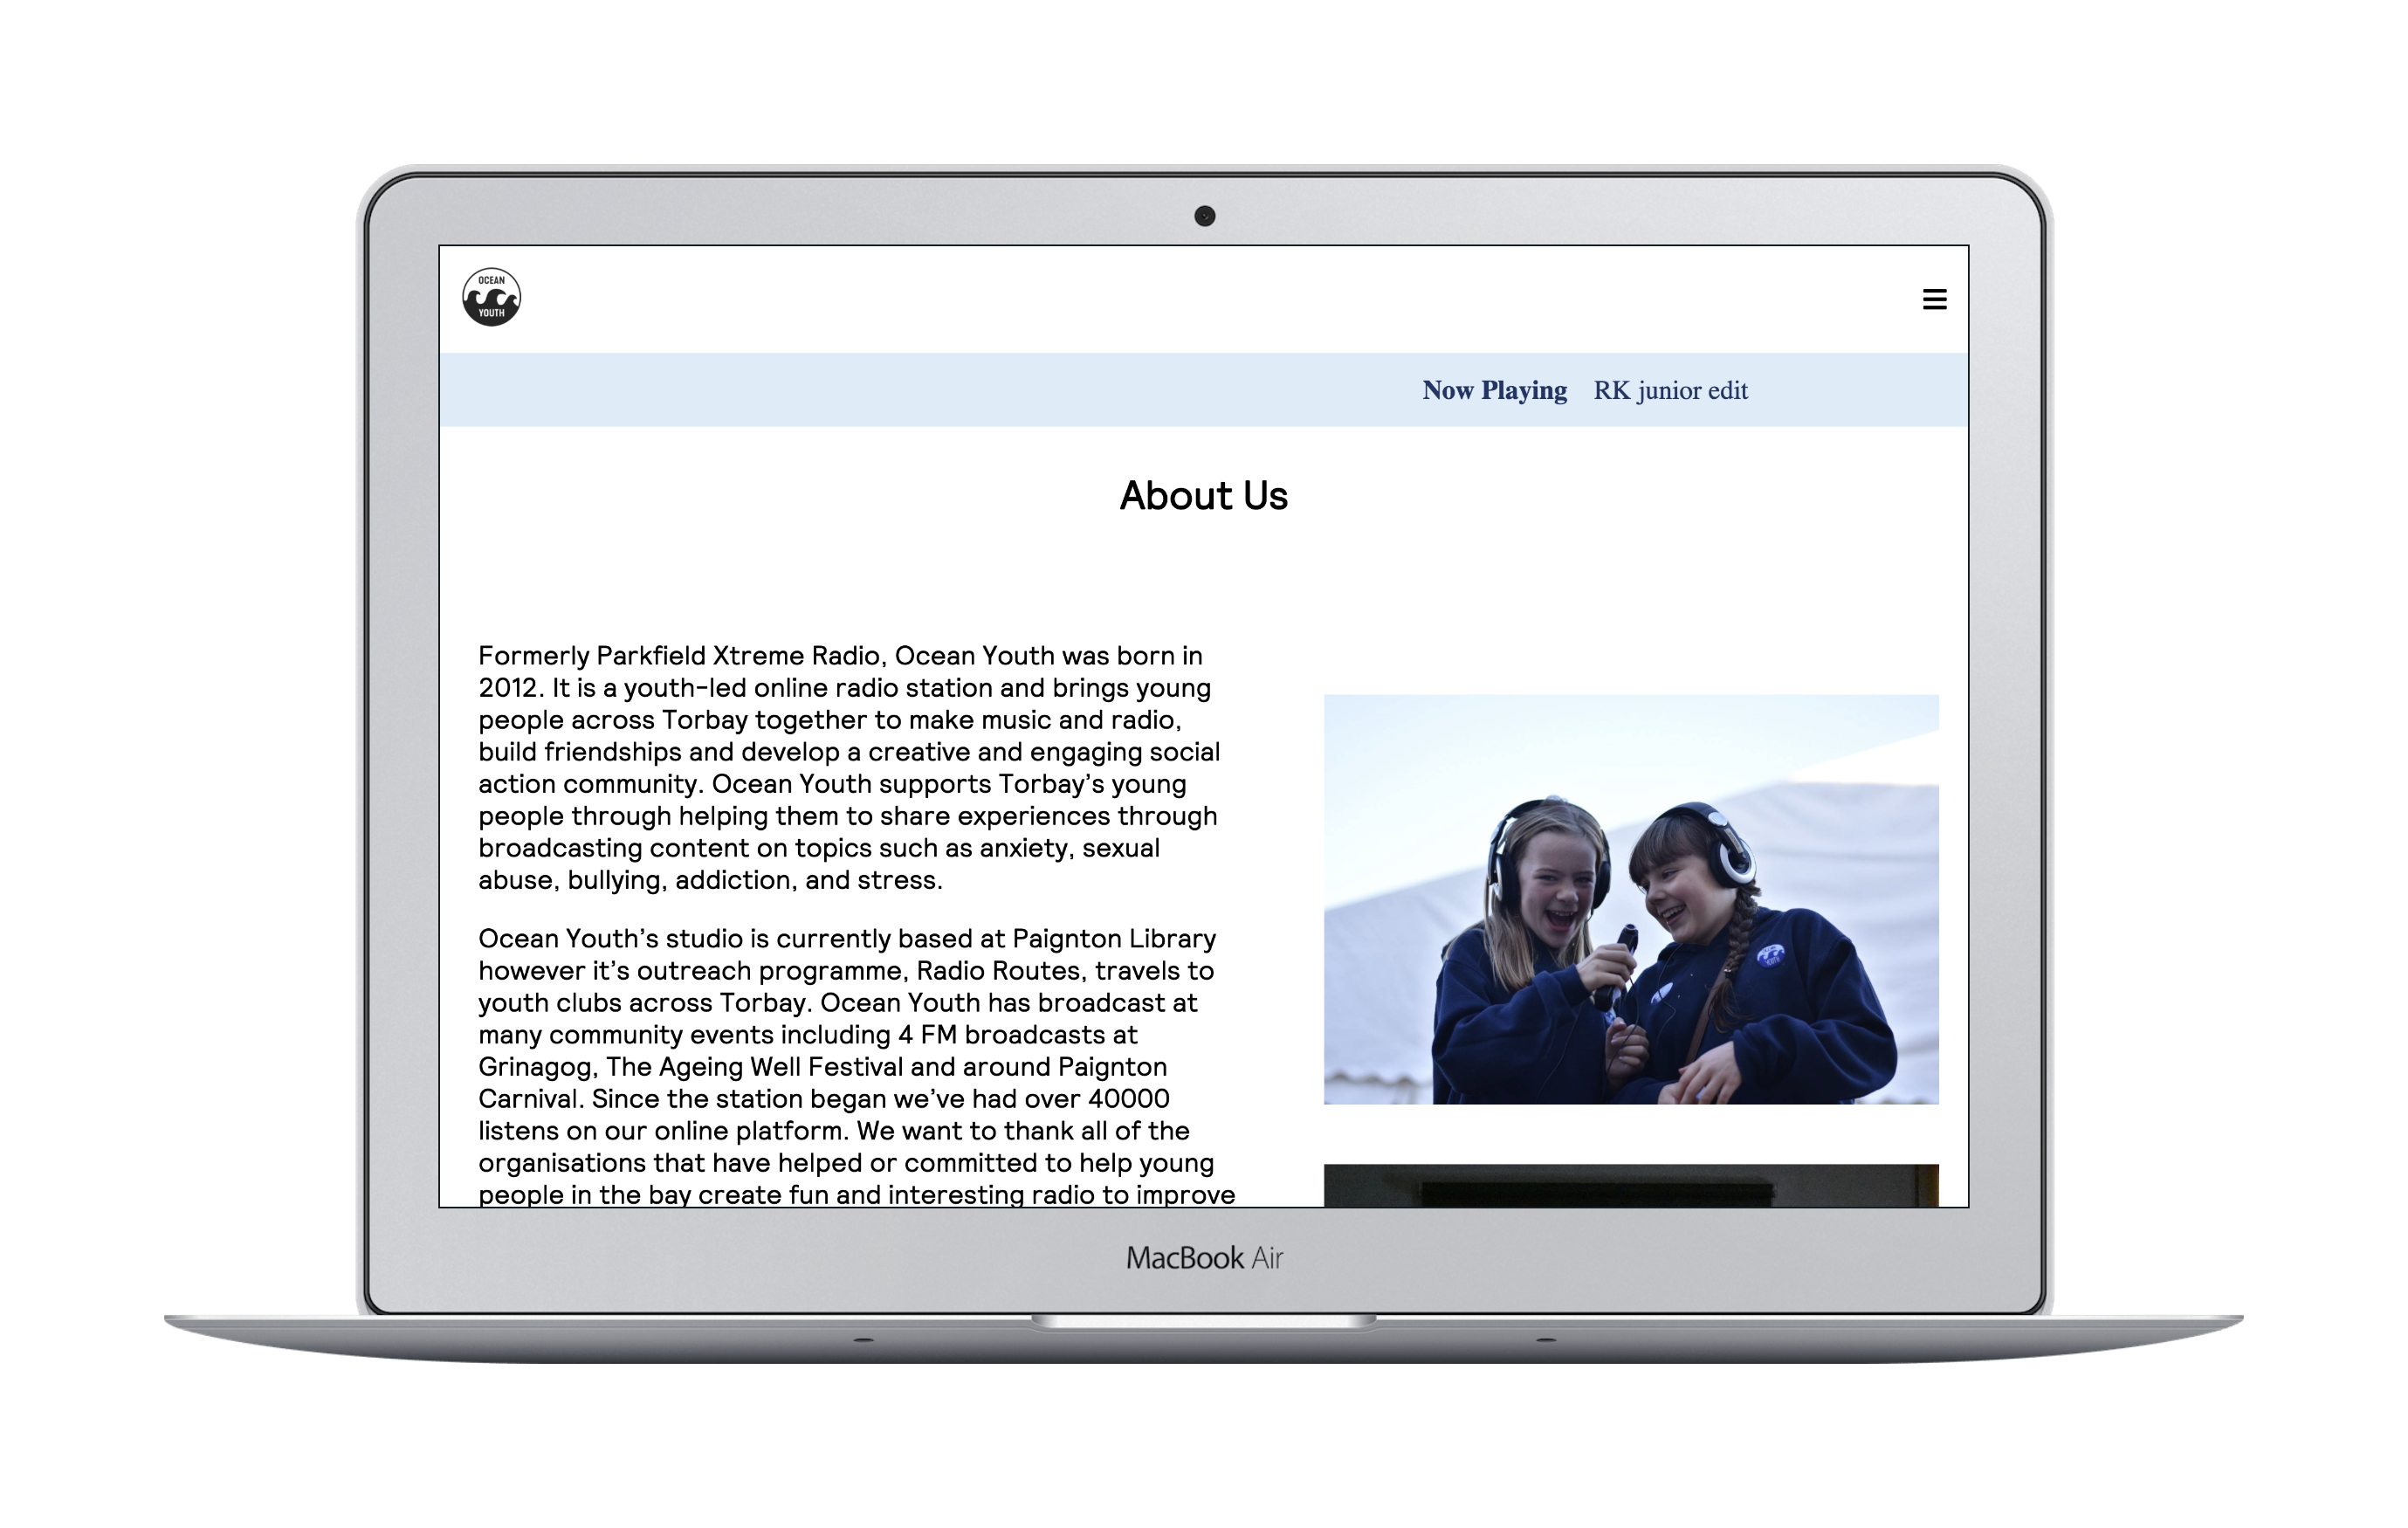 OCEAN
YOUTH
Now Playing RK junior edit
About Us
Formerly Parkfield Xtreme Radio, Ocean Youth was born in
2012. It is a youth-led online radio station and brings young
people across Torbay together to make music and radio,
build friendships and develop a creative and engaging social
action community. Ocean Youth supports Torbay’s young
people through helping them to share experiences through
broadcasting content on topics such as anxiety, sexual
abuse, bullying, addiction, and stress.
Ocean Youth’s studio is currently based at Paignton Library
however it’s outreach programme, Radio Routes, travels to
youth clubs across Torbay. Ocean Youth has broadcast at
many community events including 4 FM broadcasts at
Grinagog, The Ageing Well Festival and around Paignton
Carnival. Since the station began we’ve had over 40000
listens on our online platform. We want to thank all of the
organisations that have helped or committed to help young
people in the bay create fun and interesting radio to improve
MacBook Air